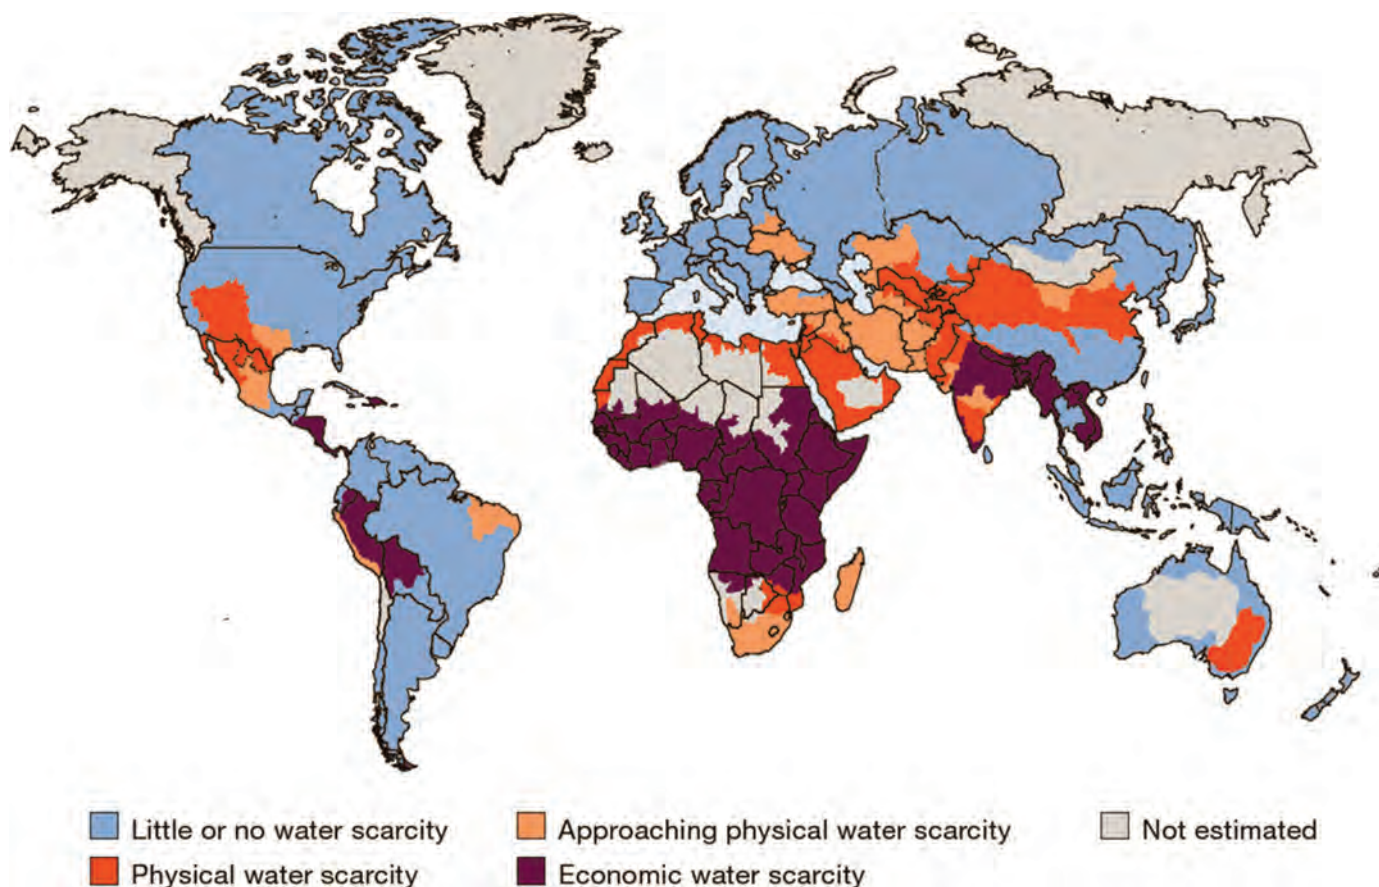 Little or no water scarcity
Approaching physical water scarcity
Not estimated
Physical water scarcity
Economic water scarcity